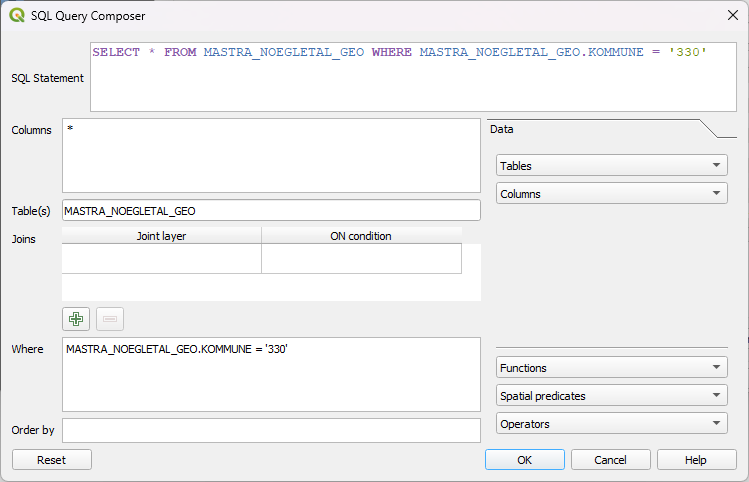 SQL Query Composer
SQL Statement
SELECT * FROM MASTRA_NOEGLETAL_GEO WHERE MASTRA_NOEGLETAL_GEO.KOMMUNE = '330'
Columns
*
Data
Tables
Columns
Table(s)
MASTRA_NOEGLETAL_GEO
Joins
Joint layer
ON condition
Where
MASTRA_NOEGLETAL_GEO.KOMMUNE = '330'
Functions
Spatial predicates
Operators
Order by
Reset
OK
Cancel
Help